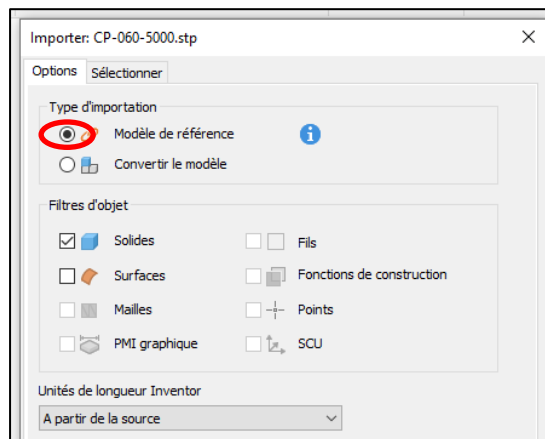 Importer: CP-060-5000.stp
Options Sélectionner
Type d'importation
Modèle de référence
Convertir le modèle
Filtres d'objet
Solides Fils
Surfaces Fonctions de construction
Mailles Points
PMI graphique SCU
Unités de longueur Inventor
A partir de la source